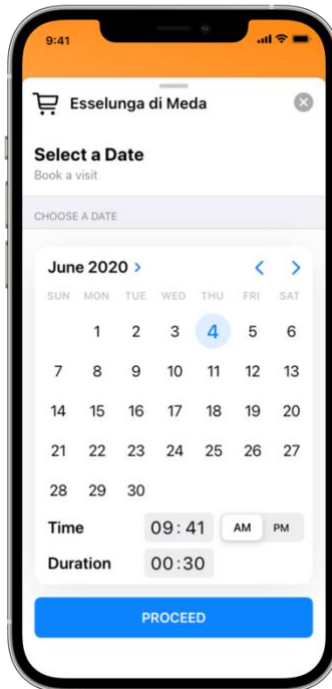 9:41
Esselunga di Meda
Select a Date
Book a visit
CHOOSE A DATE
June 2020 >
SUN MON TUE WED THU FRI SAT
1 2 3 4 5 6
7 8 9 10 11 12 13
14 15 16 17 18 19 20
21 22 23 24 25 26 27
28 29 30
Time 09:41 AM PM
Duration 00:30
PROCEED